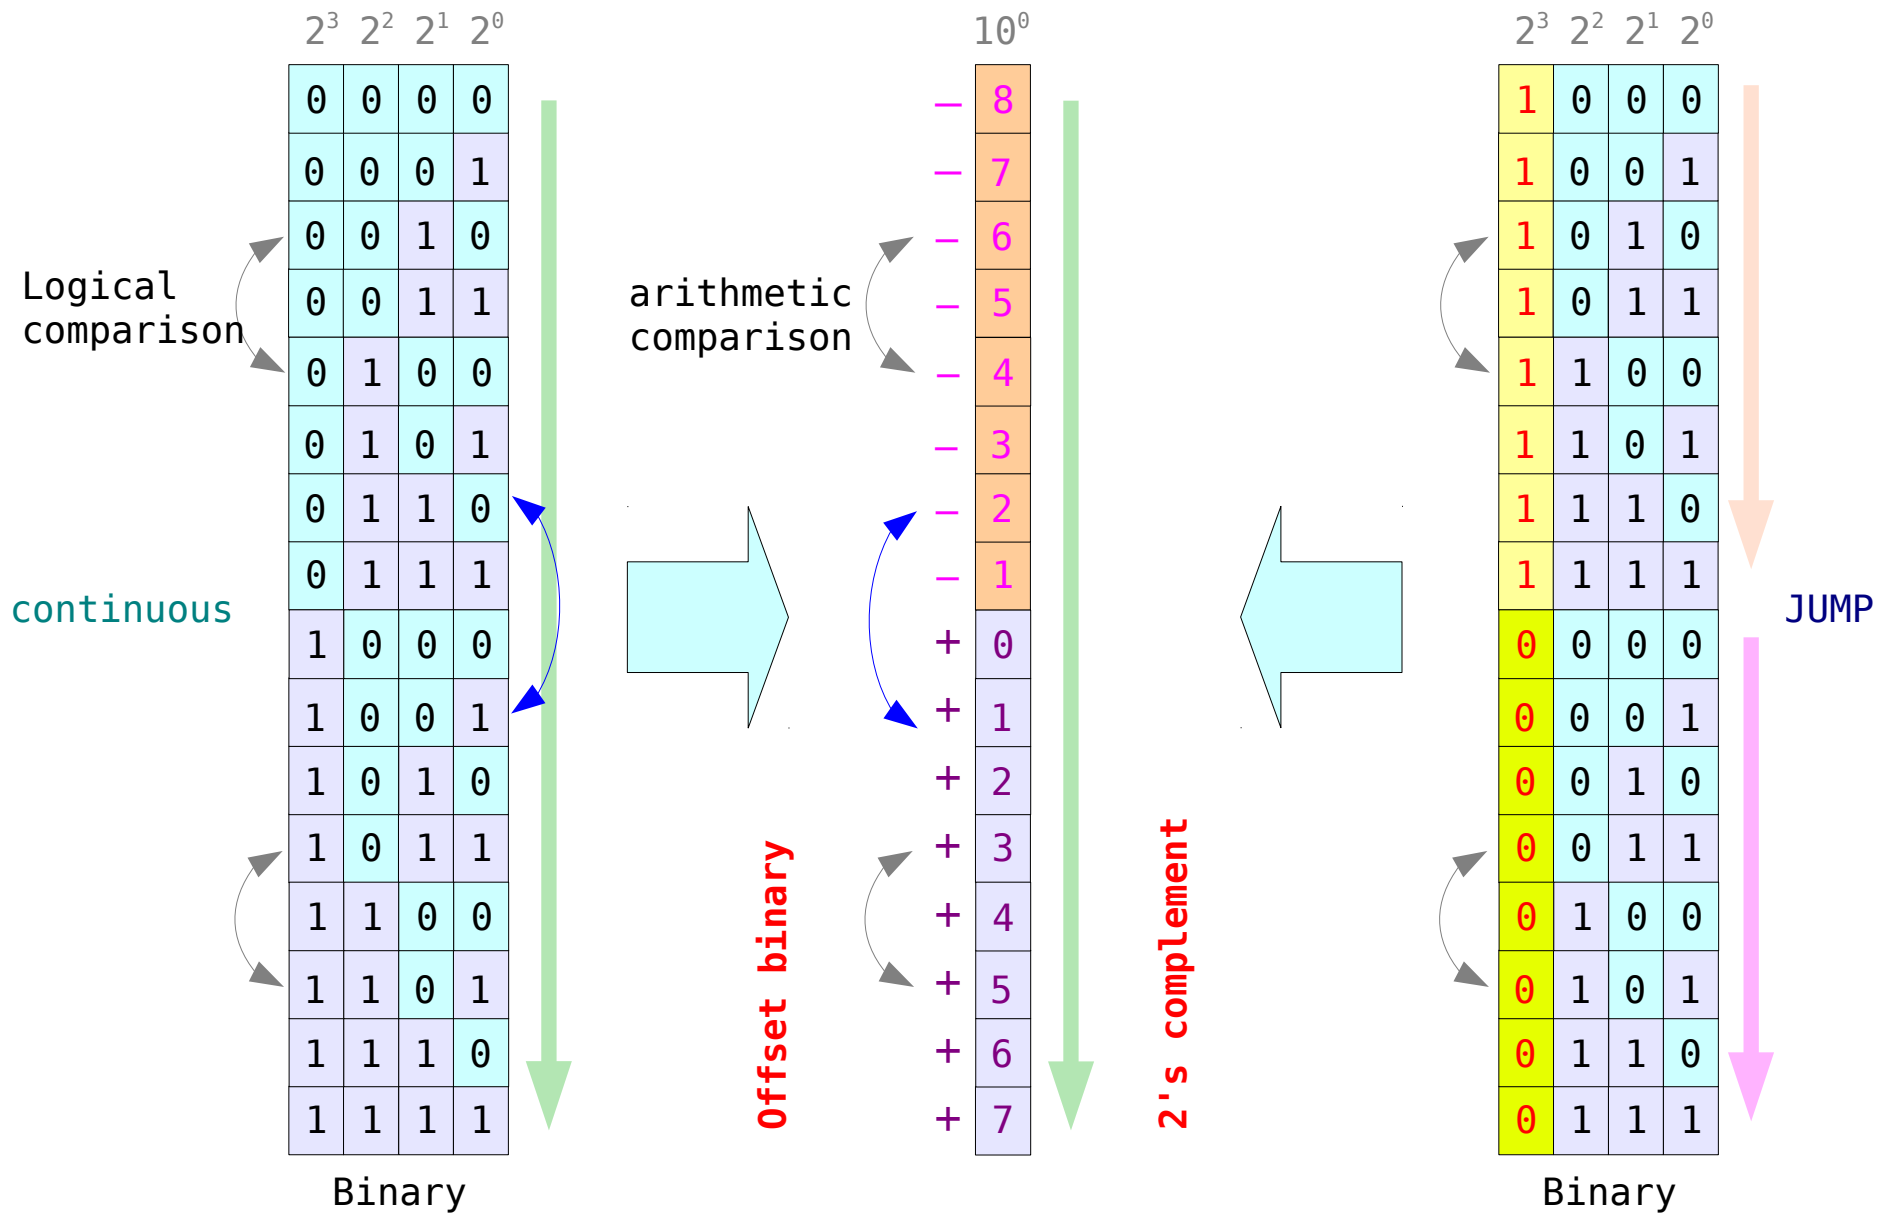 2³ 2² 2¹ 2⁰ 10⁰ 2³ 2² 2¹ 2⁰
0 0 0 0 – 8 1 0 0 0
0 0 0 1 – 7 1 0 0 1
0 0 1 0 – 6 1 0 1 0
Logical
comparison
arithmetic
comparison
0 0 1 1 – 5 1 0 1 1
0 1 0 0 – 4 1 1 0 0
0 1 0 1 – 3 1 1 0 1
0 1 1 0 – 2 1 1 1 0
0 1 1 1 – 1 1 1 1 1
continuous JUMP
1 0 0 0 + 0 0 0 0 0
1 0 0 1 + 1 0 0 0 1
1 0 1 0 + 2 0 0 1 0
1 0 1 1 + 3 0 0 1 1
1 1 0 0 + 4 0 1 0 0
1 1 0 1 + 5 0 1 0 1
1 1 1 0 + 6 0 1 1 0
1 1 1 1 + 7 0 1 1 1
Offset binary
2's complement
Binary Binary